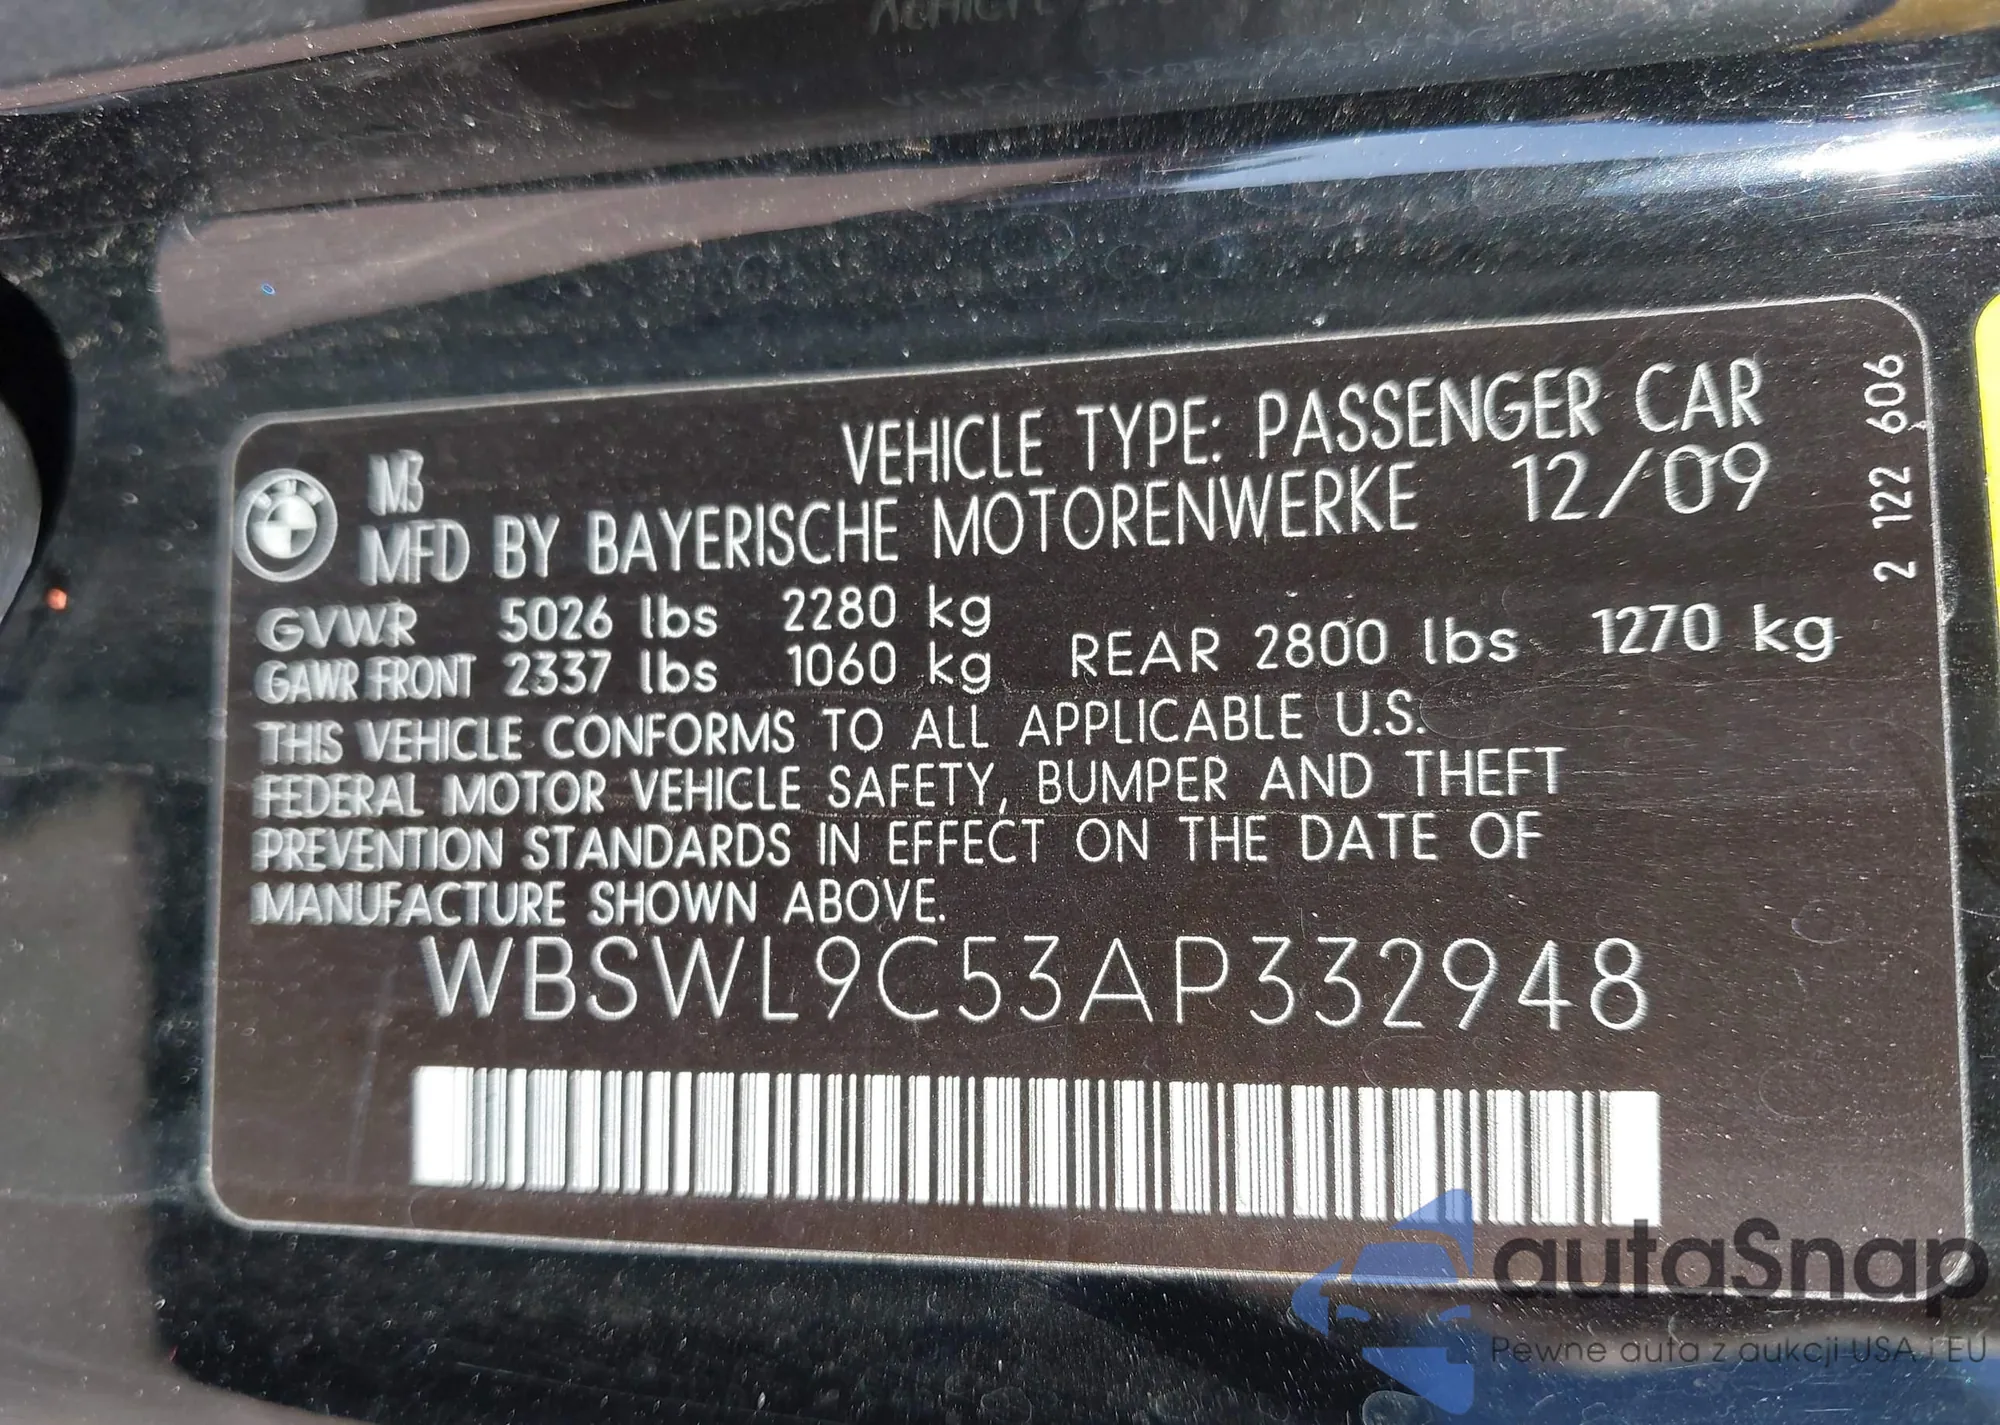 VEHICLE TYPE: PASSENGER CAR
M3
MFD BY BAYERISCHE MOTORENWERKE 12/09
GVWR 5026 lbs 2280 kg
GAWR FRONT 2337 lbs 1060 kg REAR 2800 lbs 1270 kg
THIS VEHICLE CONFORMS TO ALL APPLICABLE U.S.
FEDERAL MOTOR VEHICLE SAFETY, BUMPER AND THEFT
PREVENTION STANDARDS IN EFFECT ON THE DATE OF
MANUFACTURE SHOWN ABOVE.
WBSWL9C53AP332948
2 122 606
autaSnap
Pewne auta z aukcji USA i EU